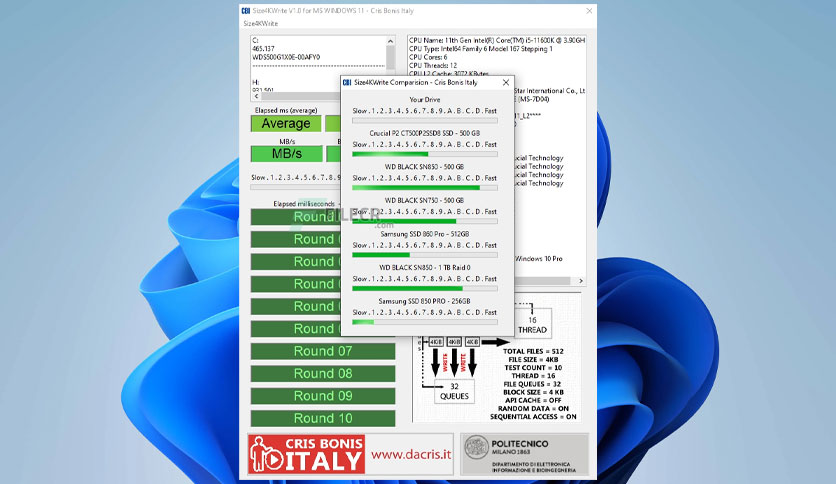 CBI Size4KWrite V1.0 for MS WINDOWS 11 - Cris Bonis Italy
Size4KWrite
C:
465.137
WDS500G1X0E-00AFY0
H:
931.501
CPU Name: 11th Gen Intel(R) Core(TM) i5-11600K @ 3.90GH
CPU Type: Intel64 Family 6 Model 167 Stepping 1
CPU Cores: 6
CPU Threads: 12
CPU L2 Cache: 3072 KBytes
Star International Co., Lt
(MS-7D04)
11_L2****
ucial Technology
ucial Technology
ucial Technology
ucial Technology
Windows 10 Pro
Elapsed ms (average)
Average
MB/s
MB/s
Slow . 1 . 2 . 3 . 4 . 5 . 6 . 7 . 8 . 9
Elapsed milliseconds
Round
Round
Round
Round
Round
Round
Round 07
Round 08
Round 09
Round 10
CBI Size4KWrite Comparision - Cris Bonis Italy
Your Drive
Slow . 1 . 2 . 3 . 4 . 5 . 6 . 7 . 8 . 9 . A . B . C . D . Fast
Crucial P2 CT500P2SSD8 SSD - 500 GB
Slow . 1 . 2 . 3 . 4 . 5 . 6 . 7 . 8 . 9 . A . B . C . D . Fast
WD BLACK SN850 - 500 GB
Slow . 1 . 2 . 3 . 4 . 5 . 6 . 7 . 8 . 9 . A . B . C . D . Fast
WD BLACK SN750 - 500 GB
Slow . 1 . 2 . 3 . 4 . 5 . 6 . 7 . 8 . 9 . A . B . C . D . Fast
FILECR
.com
Samsung SSD 860 Pro - 512GB
Slow . 1 . 2 . 3 . 4 . 5 . 6 . 7 . 8 . 9 . A . B . C . D . Fast
WD BLACK SN850 - 1 TB Raid 0
Slow . 1 . 2 . 3 . 4 . 5 . 6 . 7 . 8 . 9 . A . B . C . D . Fast
Samsung SSD 850 PRO - 256GB
Slow . 1 . 2 . 3 . 4 . 5 . 6 . 7 . 8 . 9 . A . B . C . D . Fast
16
THREAD
4KB 4KB 4KB
WRITE WRITE
32
QUEUES
TOTAL FILES = 512
FILE SIZE = 4KB
TEST COUNT = 10
THREAD = 16
FILE QUEUES = 32
BLOCK SIZE = 4 KB
API CACHE = OFF
RANDOM DATA = ON
SEQUENTIAL ACCESS = ON
CRIS BONIS
ITALY
www.dacris.it
POLITECNICO
MILANO 1863
DIPARTIMENTO DI ELETTRONICA
INFORMAZIONE E BIOINGEGNERIA